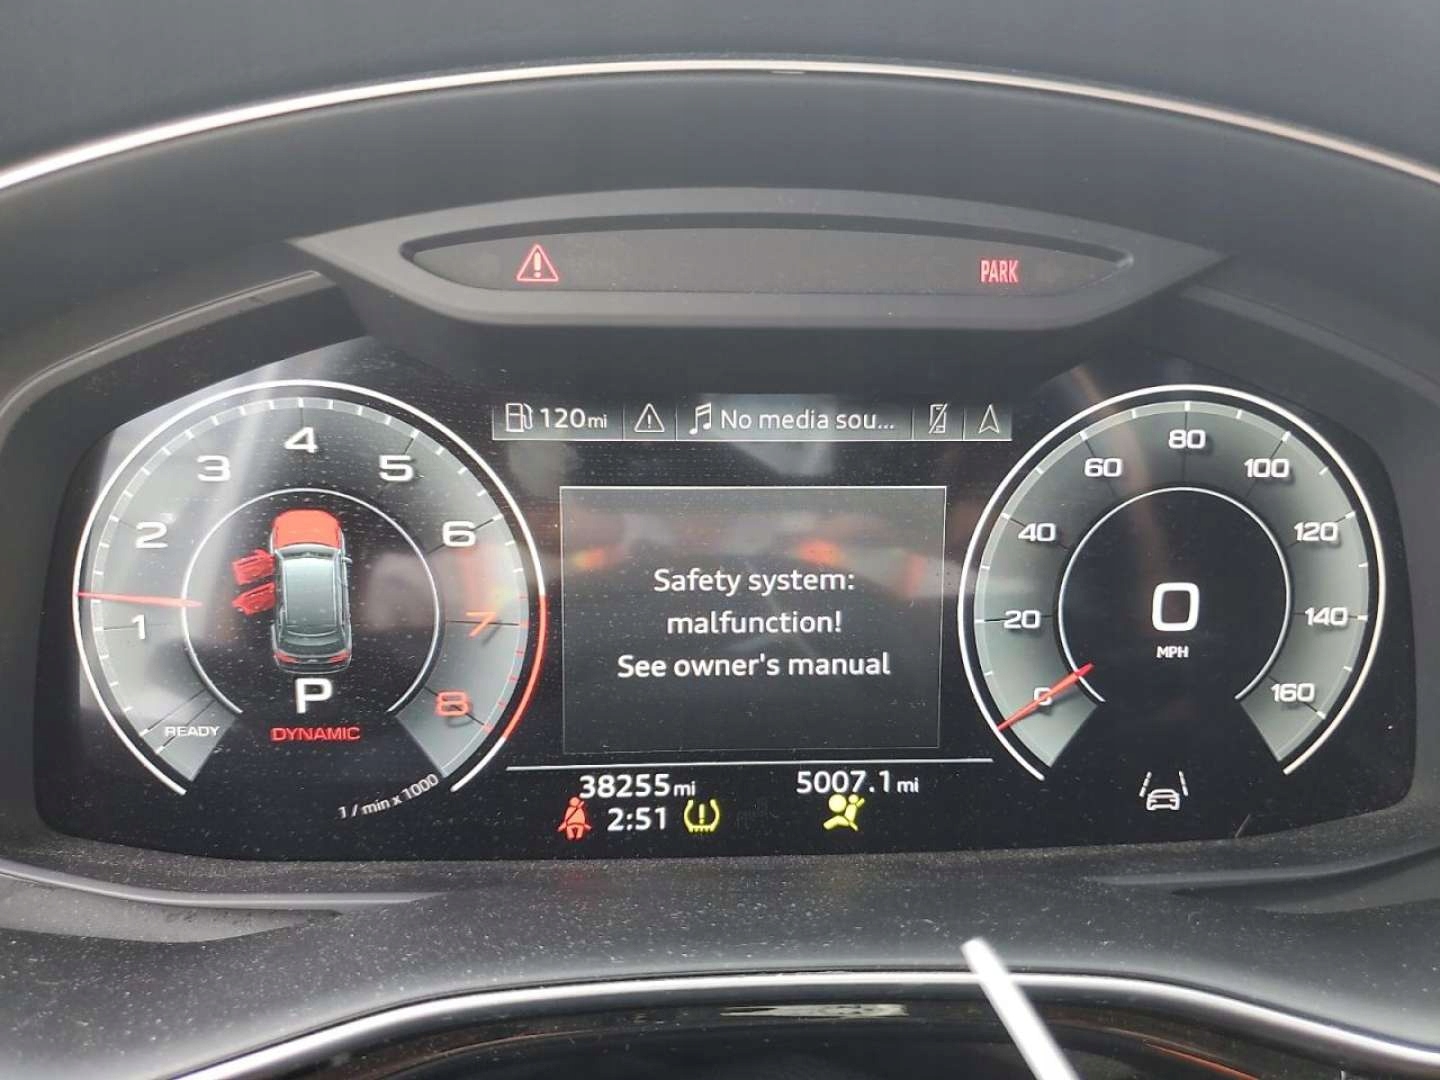 PARK
120mi
No media sou...
1
2
3
4
5
6
7
8
READY
P
DYNAMIC
1 / min x 1000
Safety system:
malfunction!
See owner's manual
0
20
40
60
80
100
120
140
160
0
MPH
38255mi
5007.1mi
2:51